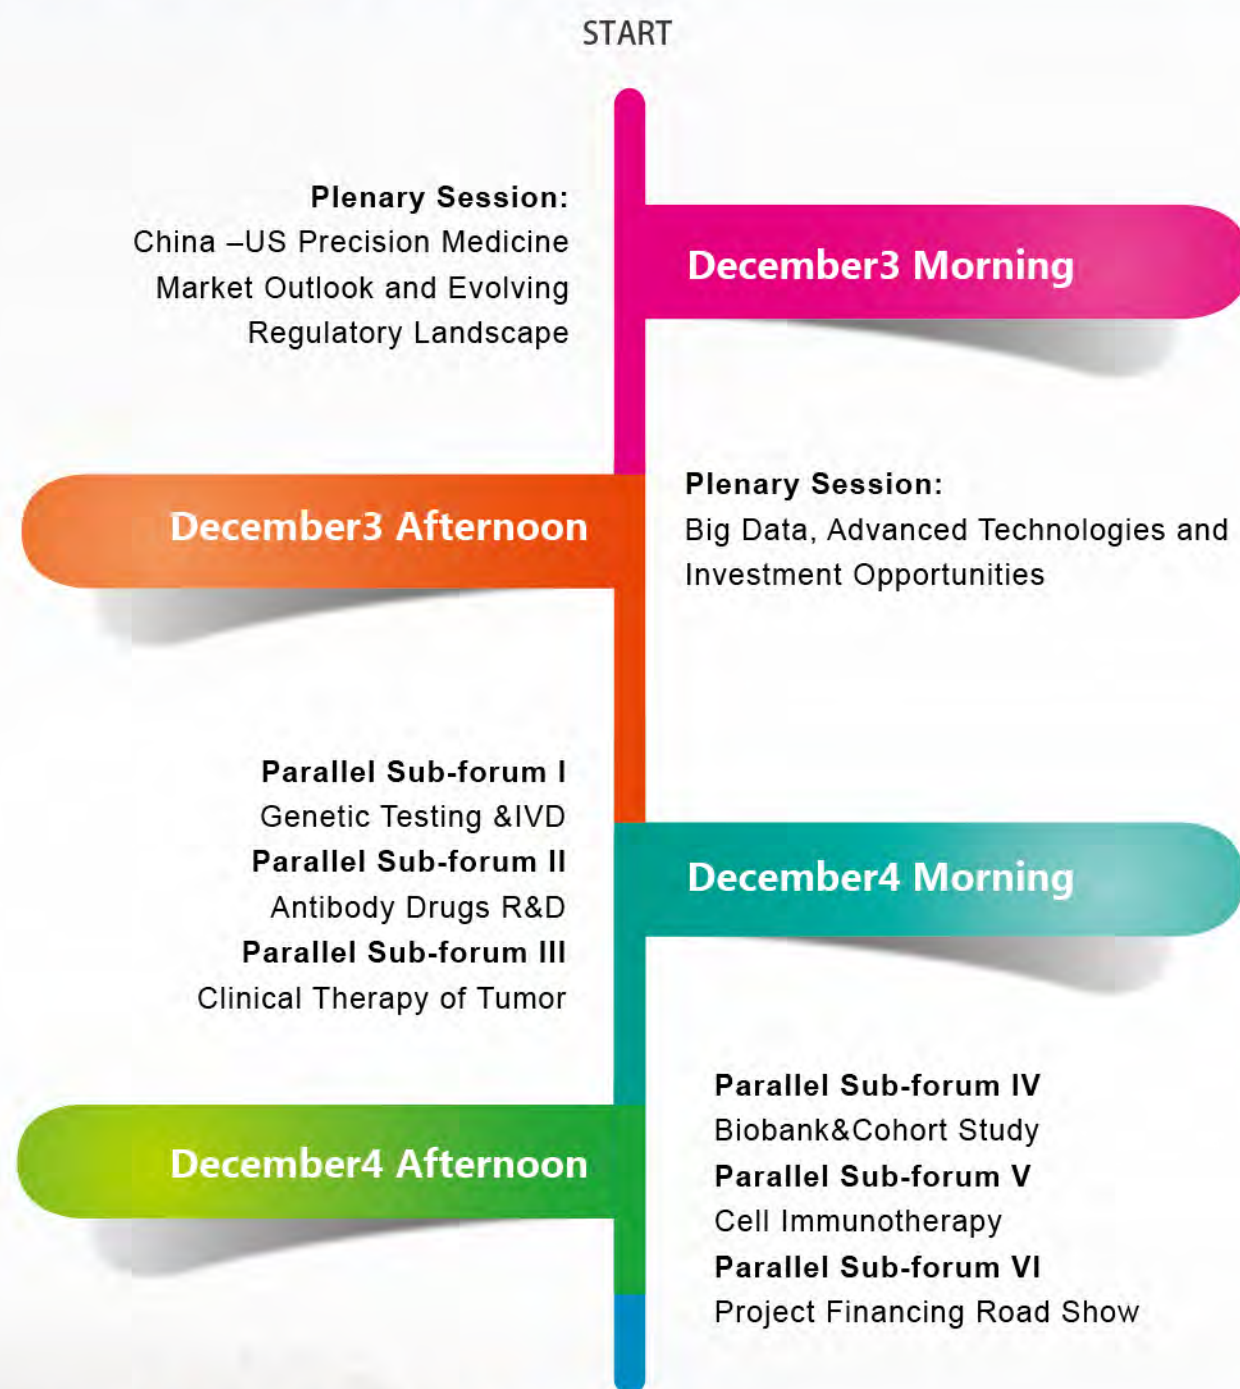 START
Plenary Session:
China –US Precision Medicine
Market Outlook and Evolving
Regulatory Landscape
December3 Morning
December3 Afternoon
Plenary Session:
Big Data, Advanced Technologies and
Investment Opportunities
Parallel Sub-forum I
Genetic Testing &IVD
Parallel Sub-forum II
Antibody Drugs R&D
Parallel Sub-forum III
Clinical Therapy of Tumor
December4 Morning
December4 Afternoon
Parallel Sub-forum IV
Biobank&Cohort Study
Parallel Sub-forum V
Cell Immunotherapy
Parallel Sub-forum VI
Project Financing Road Show